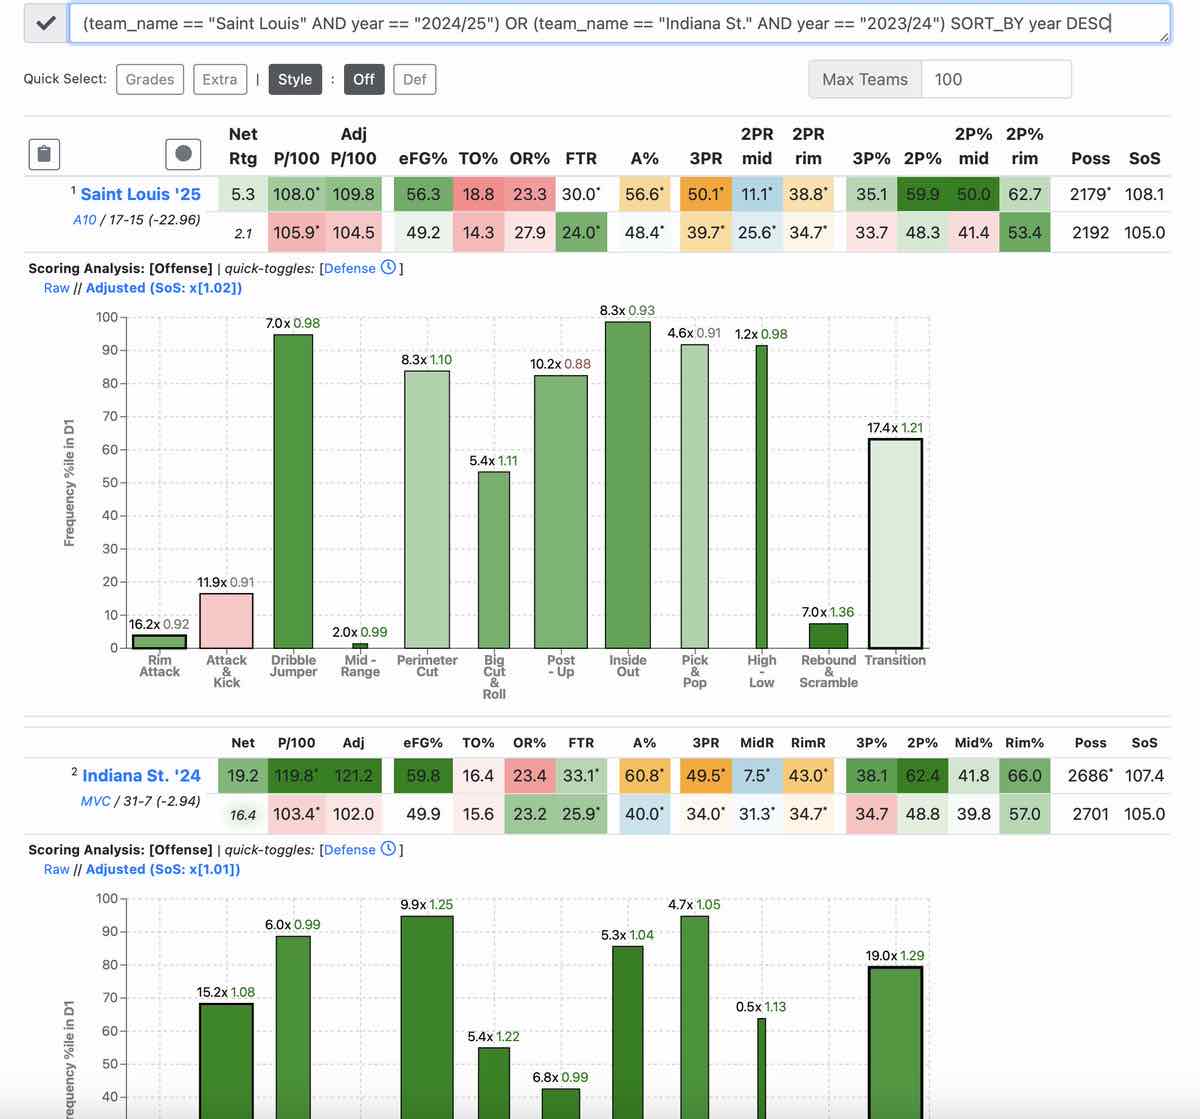 (team_name == "Saint Louis" AND year == "2024/25") OR (team_name == "Indiana St." AND year == "2023/24") SORT_BY year DESC
Quick Select: Grades Extra | Style : Off Def Max Teams 100
Net Rtg P/100 Adj P/100 eFG% TO% OR% FTR A% 3PR 2PR mid 2PR rim 3P% 2P% 2P% mid 2P% rim Poss SoS
1 Saint Louis '25 5.3 108.0* 109.8 56.3 18.8 23.3 30.0* 56.6* 50.1* 11.1* 38.8* 35.1 59.9 50.0 62.7 2179* 108.1
A10 / 17-15 (-22.96) 2.1 105.9* 104.5 49.2 14.3 27.9 24.0* 48.4* 39.7* 25.6* 34.7* 33.7 48.3 41.4 53.4 2192 105.0
Scoring Analysis: [Offense] | quick-toggles: [Defense ]
Raw // Adjusted (SoS: x[1.02])
Frequency %ile in D1
100
90
80
70
60
50
40
30
20
10
0
16.2x 0.92
11.9x 0.91
7.0x 0.98
2.0x 0.99
8.3x 1.10
5.4x 1.11
10.2x 0.88
8.3x 0.93
4.6x 0.91
1.2x 0.98
7.0x 1.36
17.4x 1.21
Rim Attack
Attack & Kick
Dribble Jumper
Mid - Range
Perimeter Cut
Big Cut & Roll
Post - Up
Inside Out
Pick & Pop
High - Low
Rebound & Scramble
Transition
Net P/100 Adj eFG% TO% OR% FTR A% 3PR MidR RimR 3P% 2P% Mid% Rim% Poss SoS
2 Indiana St. '24 19.2 119.8* 121.2 59.8 16.4 23.4 33.1* 60.8* 49.5* 7.5* 43.0* 38.1 62.4 41.8 66.0 2686* 107.4
MVC / 31-7 (-2.94) 16.4 103.4* 102.0 49.9 15.6 23.2 25.9* 40.0* 34.0* 31.3* 34.7* 34.7 48.8 39.8 57.0 2701 105.0
Scoring Analysis: [Offense] | quick-toggles: [Defense ]
Raw // Adjusted (SoS: x[1.01])
requency %ile in D1
100
90
80
70
60
50
40
15.2x 1.08
6.0x 0.99
9.9x 1.25
5.4x 1.22
6.8x 0.99
5.3x 1.04
4.7x 1.05
0.5x 1.13
19.0x 1.29